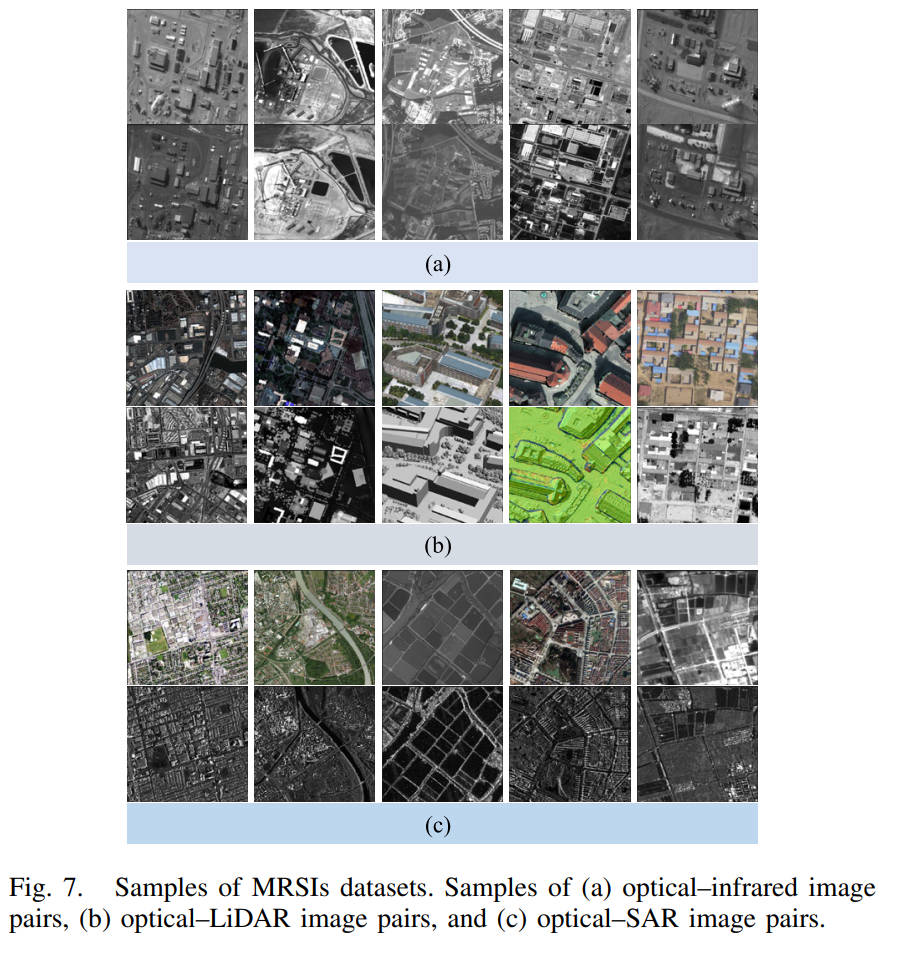 (a)
(b)
(c)
Fig. 7. Samples of MRSIs datasets. Samples of (a) optical–infrared image
pairs, (b) optical–LiDAR image pairs, and (c) optical–SAR image pairs.